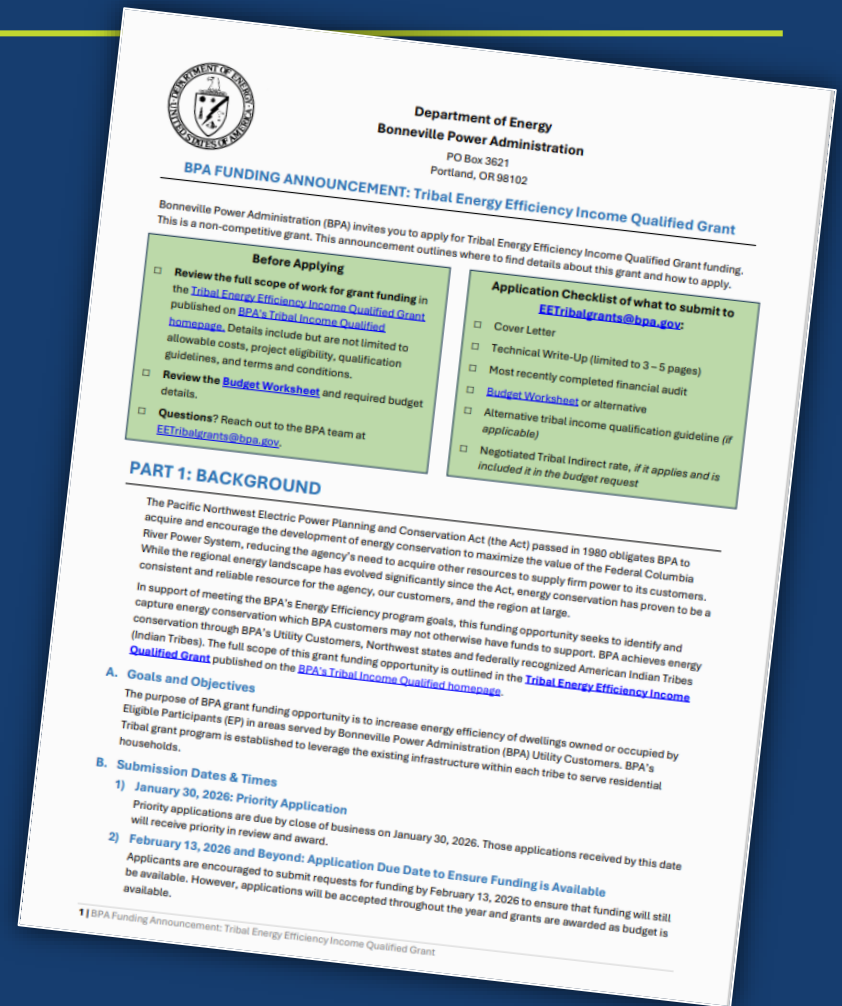 DEPARTMENT OF ENERGY
UNITED STATES OF AMERICA
Department of Energy
Bonneville Power Administration
PO Box 3621
Portland, OR 98102
BPA FUNDING ANNOUNCEMENT: Tribal Energy Efficiency Income Qualified Grant
Bonneville Power Administration (BPA) invites you to apply for Tribal Energy Efficiency Income Qualified Grant funding.
This is a non-competitive grant. This announcement outlines where to find details about this grant and how to apply.
Before Applying
☐ Review the full scope of work for grant funding in
the Tribal Energy Efficiency Income Qualified Grant
published on BPA's Tribal Income Qualified
homepage. Details include but are not limited to
allowable costs, project eligibility, qualification
guidelines, and terms and conditions.
☐ Review the Budget Worksheet and required budget
details.
☐ Questions? Reach out to the BPA team at
EETribalgrants@bpa.gov.
Application Checklist of what to submit to
EETribalgrants@bpa.gov:
☐ Cover Letter
☐ Technical Write-Up (limited to 3 – 5 pages)
☐ Most recently completed financial audit
☐ Budget Worksheet or alternative
☐ Alternative tribal income qualification guideline (if
applicable)
☐ Negotiated Tribal Indirect rate, if it applies and is
included it in the budget request
PART 1: BACKGROUND
The Pacific Northwest Electric Power Planning and Conservation Act (the Act) passed in 1980 obligates BPA to
acquire and encourage the development of energy conservation to maximize the value of the Federal Columbia
River Power System, reducing the agency's need to acquire other resources to supply firm power to its customers.
While the regional energy landscape has evolved significantly since the Act, energy conservation has proven to be a
consistent and reliable resource for the agency, our customers, and the region at large.
In support of meeting the BPA's Energy Efficiency program goals, this funding opportunity seeks to identify and
capture energy conservation which BPA customers may not otherwise have funds to support. BPA achieves energy
conservation through BPA's Utility Customers, Northwest states and federally recognized American Indian Tribes
(Indian Tribes). The full scope of this grant funding opportunity is outlined in the Tribal Energy Efficiency Income
Qualified Grant published on the BPA's Tribal Income Qualified homepage.
A. Goals and Objectives
The purpose of BPA grant funding opportunity is to increase energy efficiency of dwellings owned or occupied by
Eligible Participants (EP) in areas served by Bonneville Power Administration (BPA) Utility Customers. BPA's
Tribal grant program is established to leverage the existing infrastructure within each tribe to serve residential
households.
B. Submission Dates & Times
1) January 30, 2026: Priority Application
Priority applications are due by close of business on January 30, 2026. Those applications received by this date
will receive priority in review and award.
2) February 13, 2026 and Beyond: Application Due Date to Ensure Funding is Available
Applicants are encouraged to submit requests for funding by February 13, 2026 to ensure that funding will still
be available. However, applications will be accepted throughout the year and grants are awarded as budget is
available.
1 | BPA Funding Announcement: Tribal Energy Efficiency Income Qualified Grant